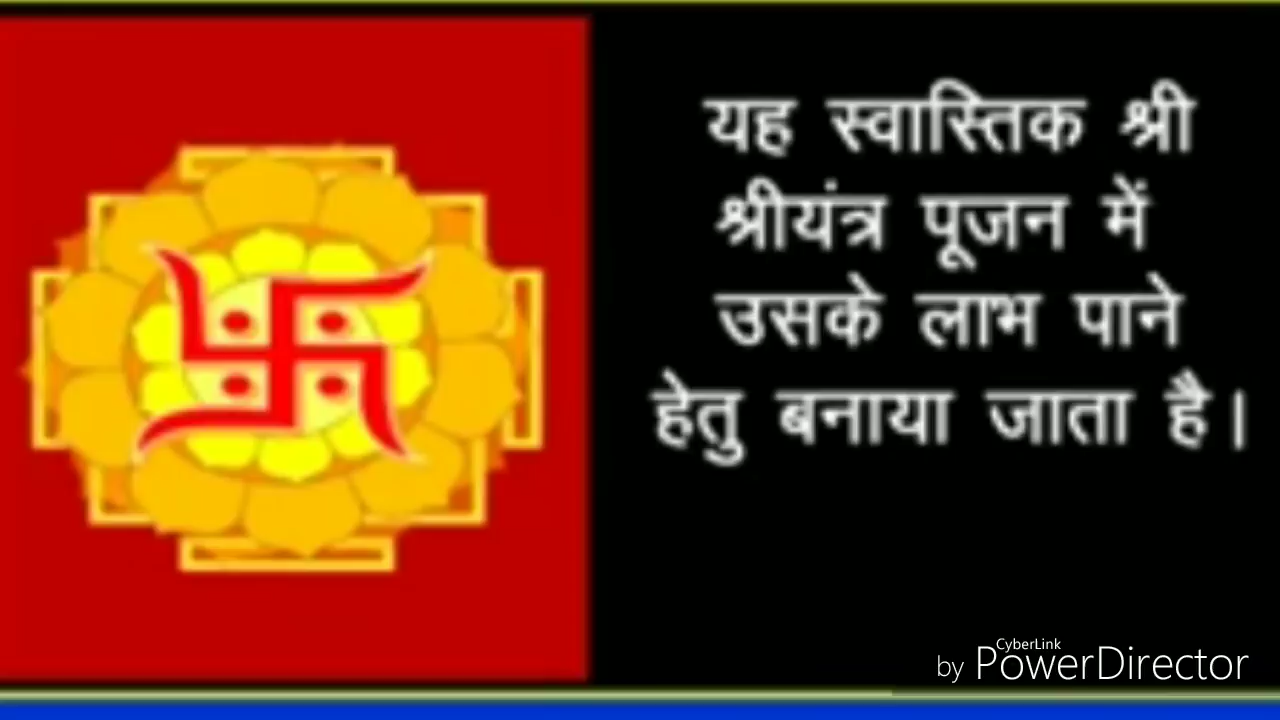 यह स्वास्तिक श्री
श्रीयंत्र पूजन में
उसके लाभ पाने
हेतु बनाया जाता है।
CyberLink
by PowerDirector